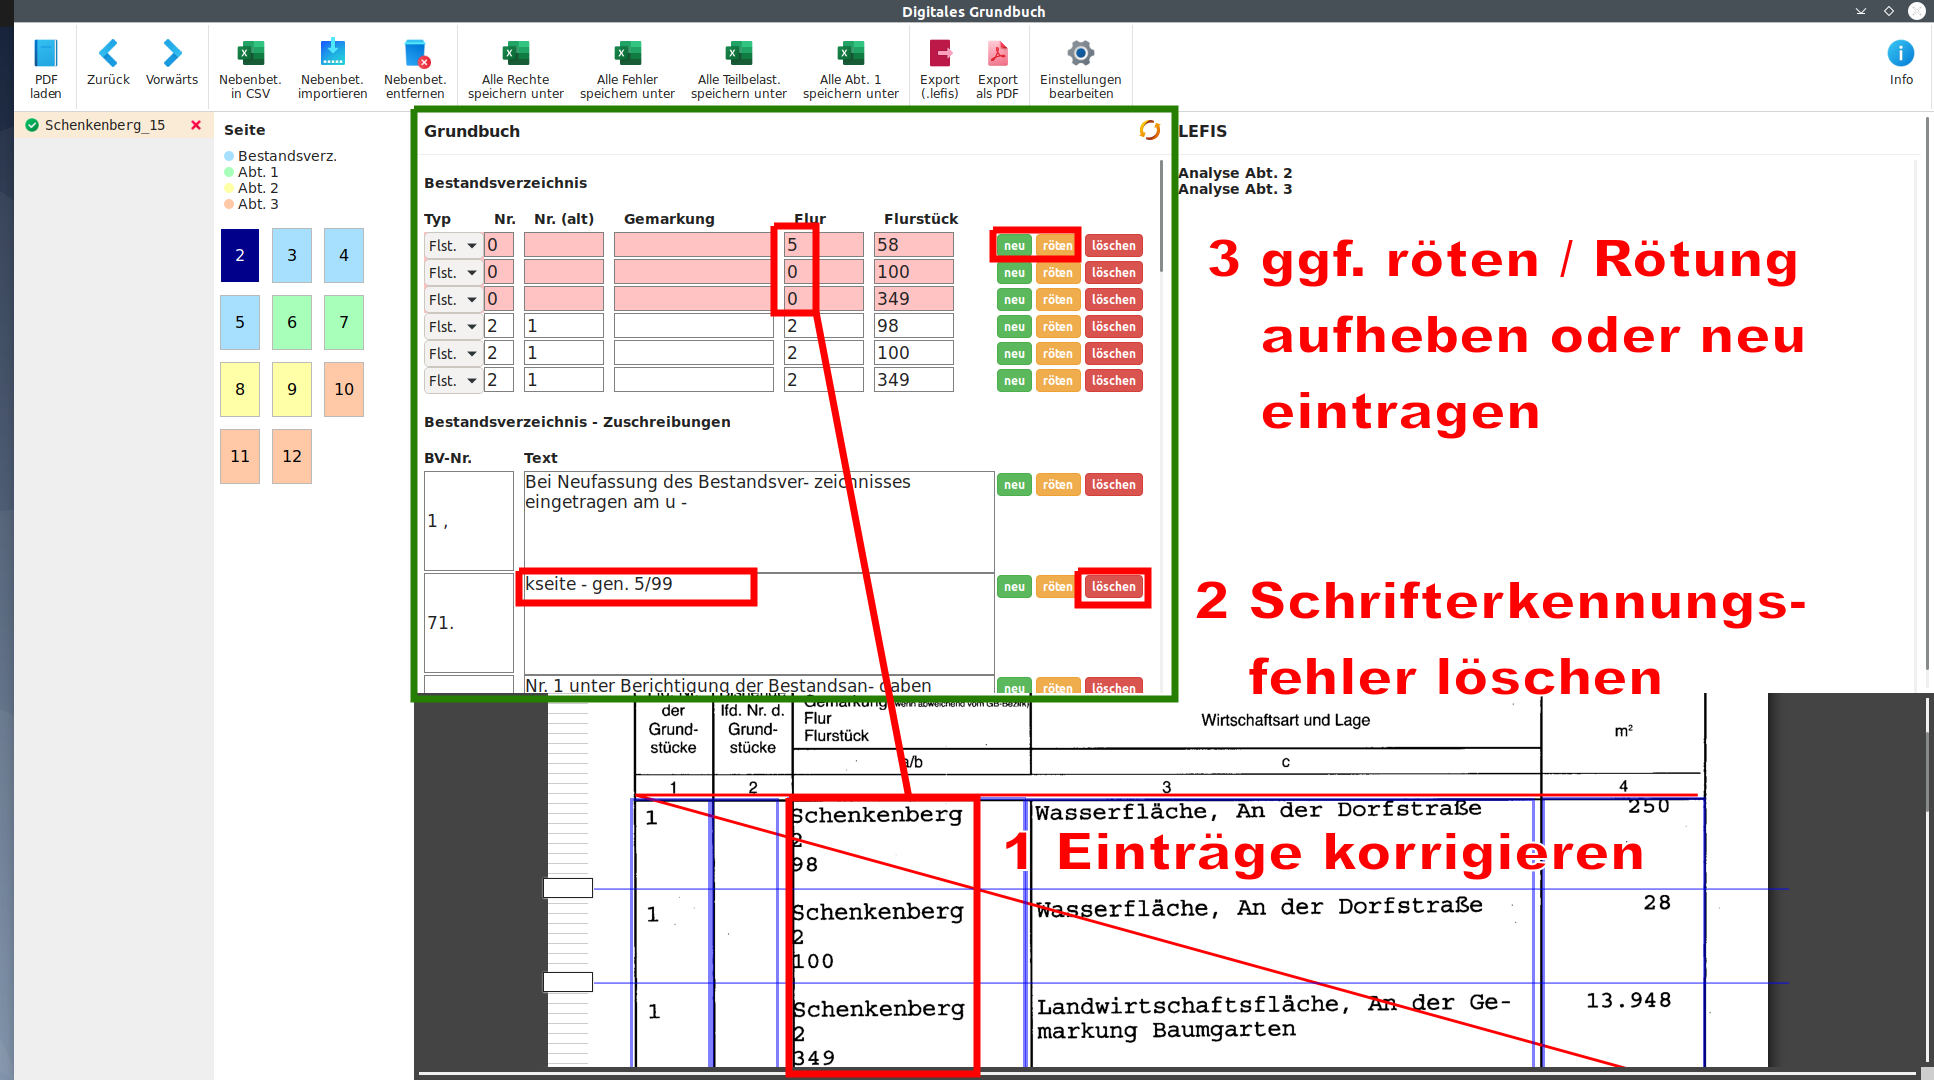 Digitales Grundbuch
PDF laden
Zurück
Vorwärts
Nebenbet. in CSV
Nebenbet. importieren
Nebenbet. entfernen
Alle Rechte speichern unter
Alle Fehler speichern unter
Alle Teilbelast. speichern unter
Alle Abt. 1 speichern unter
Export (.lefis)
Export als PDF
Einstellungen bearbeiten
Info
Schenkenberg_15
Seite
Bestandsverz.
Abt. 1
Abt. 2
Abt. 3
2 3 4
5 6 7
8 9 10
11 12
Grundbuch
Bestandsverzeichnis
Typ Nr. Nr. (alt) Gemarkung Flur Flurstück
Flst. 0 5 58 neu röten löschen
Flst. 0 0 100 neu röten löschen
Flst. 0 0 349 neu röten löschen
Flst. 2 1 2 98 neu röten löschen
Flst. 2 1 2 100 neu röten löschen
Flst. 2 1 2 349 neu röten löschen
Bestandsverzeichnis - Zuschreibungen
BV-Nr. Text
1 ,
Bei Neufassung des Bestandsver- zeichnisses
eingetragen am u -
neu röten löschen
71.
kseite - gen. 5/99
neu röten löschen
Nr. 1 unter Berichtigung der Bestandsan- gaben
neu röten löschen
LEFIS
Analyse Abt. 2
Analyse Abt. 3
3 ggf. röten / Rötung
aufheben oder neu
eintragen
2 Schrifterkennungs-
fehler löschen
der
Grund-
stücke
lfd. Nr. d.
Grund-
stücke
Gemarkung (wenn abweichend vom GB-Bezirk)
Flur
Flurstück
a/b
Wirtschaftsart und Lage
c
m²
1 2 3 4
1 Schenkenberg
2
98
Wasserfläche, An der Dorfstraße 250
1 Einträge korrigieren
1 Schenkenberg
2
100
Wasserfläche, An der Dorfstraße 28
1 Schenkenberg
2
349
Landwirtschaftsfläche, An der Ge-
markung Baumgarten
13.948